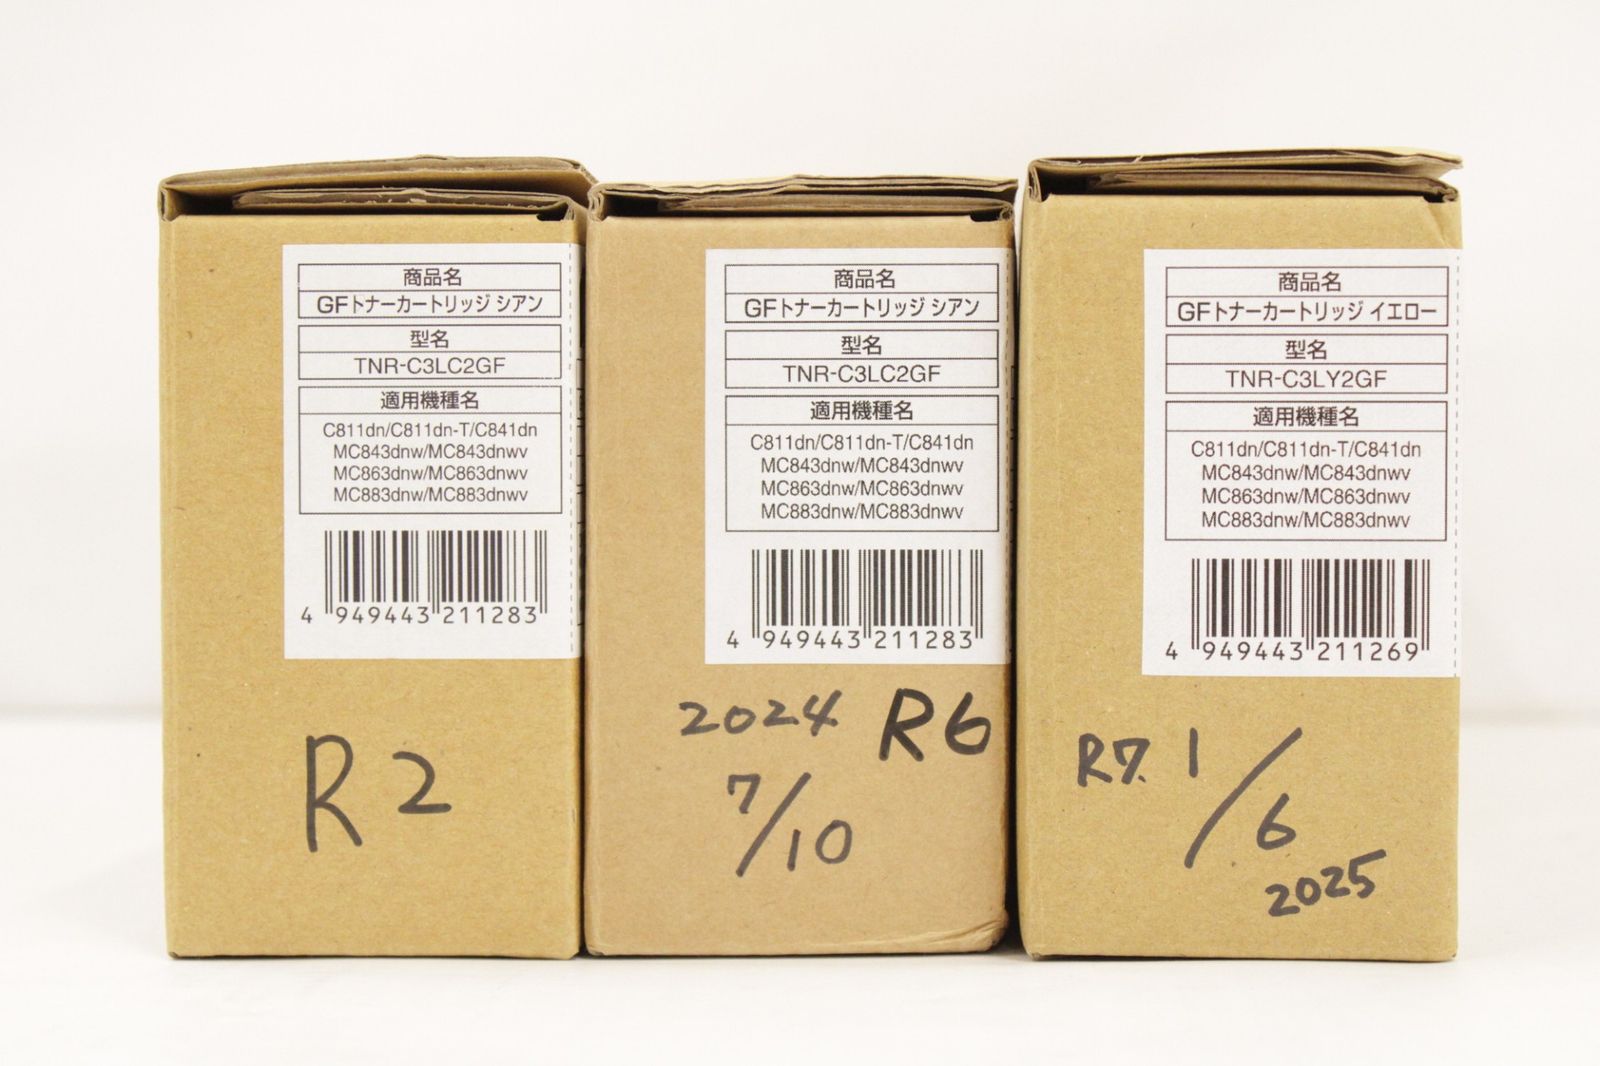 商品名
GFトナーカートリッジ シアン
型名
TNR-C3LC2GF
適用機種名
C811dn/C811dn-T/C841dn
MC843dnw/MC843dnwv
MC863dnw/MC863dnwv
MC883dnw/MC883dnwv
4 949443 211283
R2
商品名
GFトナーカートリッジ シアン
型名
TNR-C3LC2GF
適用機種名
C811dn/C811dn-T/C841dn
MC843dnw/MC843dnwv
MC863dnw/MC863dnwv
MC883dnw/MC883dnwv
4 949443 211283
2024 R6
7/10
商品名
GFトナーカートリッジ イエロー
型名
TNR-C3LY2GF
適用機種名
C811dn/C811dn-T/C841dn
MC843dnw/MC843dnwv
MC863dnw/MC863dnwv
MC883dnw/MC883dnwv
4 949443 211269
R7. 1/6
2025